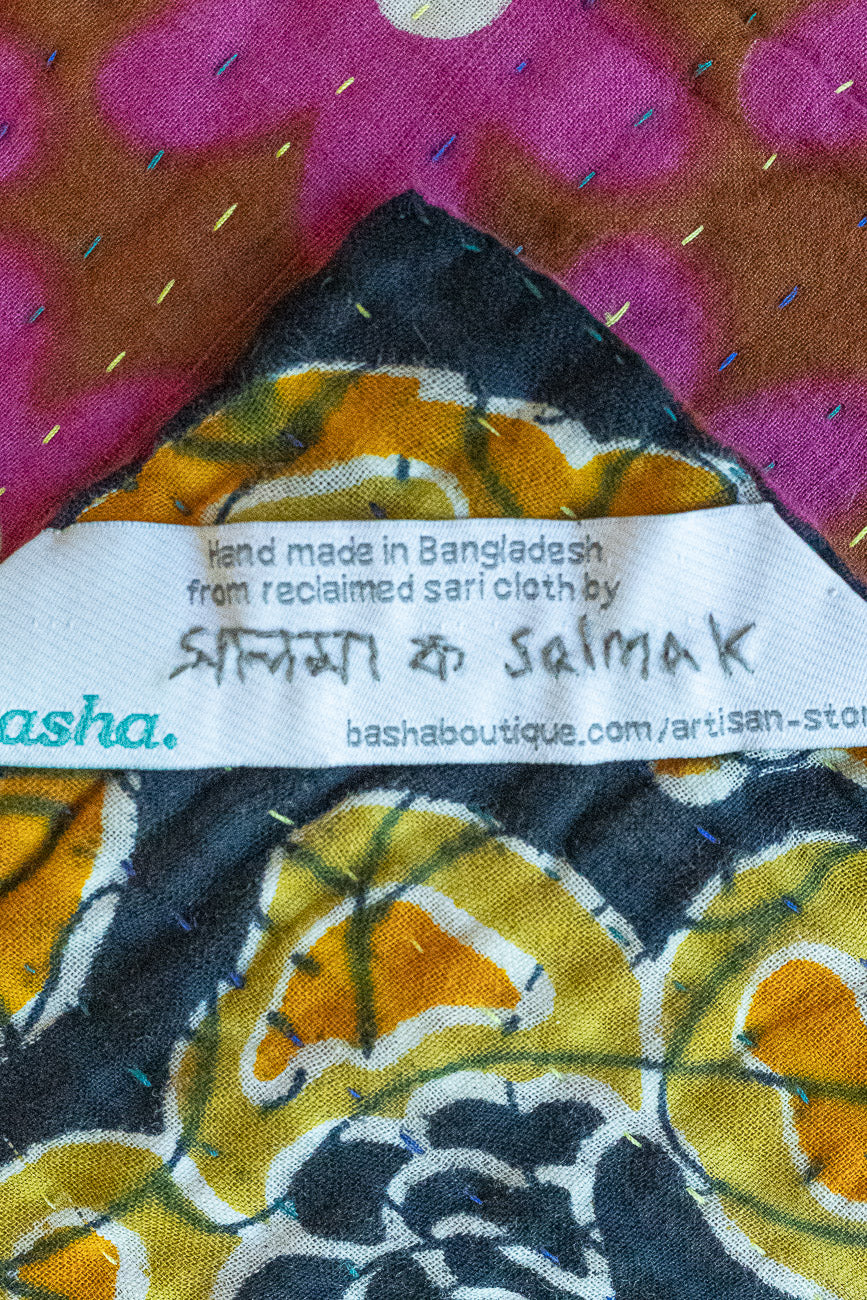 Hand made in Bangladesh
from reclaimed sari cloth by
সালমা ক Salma k
asha.
bashaboutique.com/artisan-stor